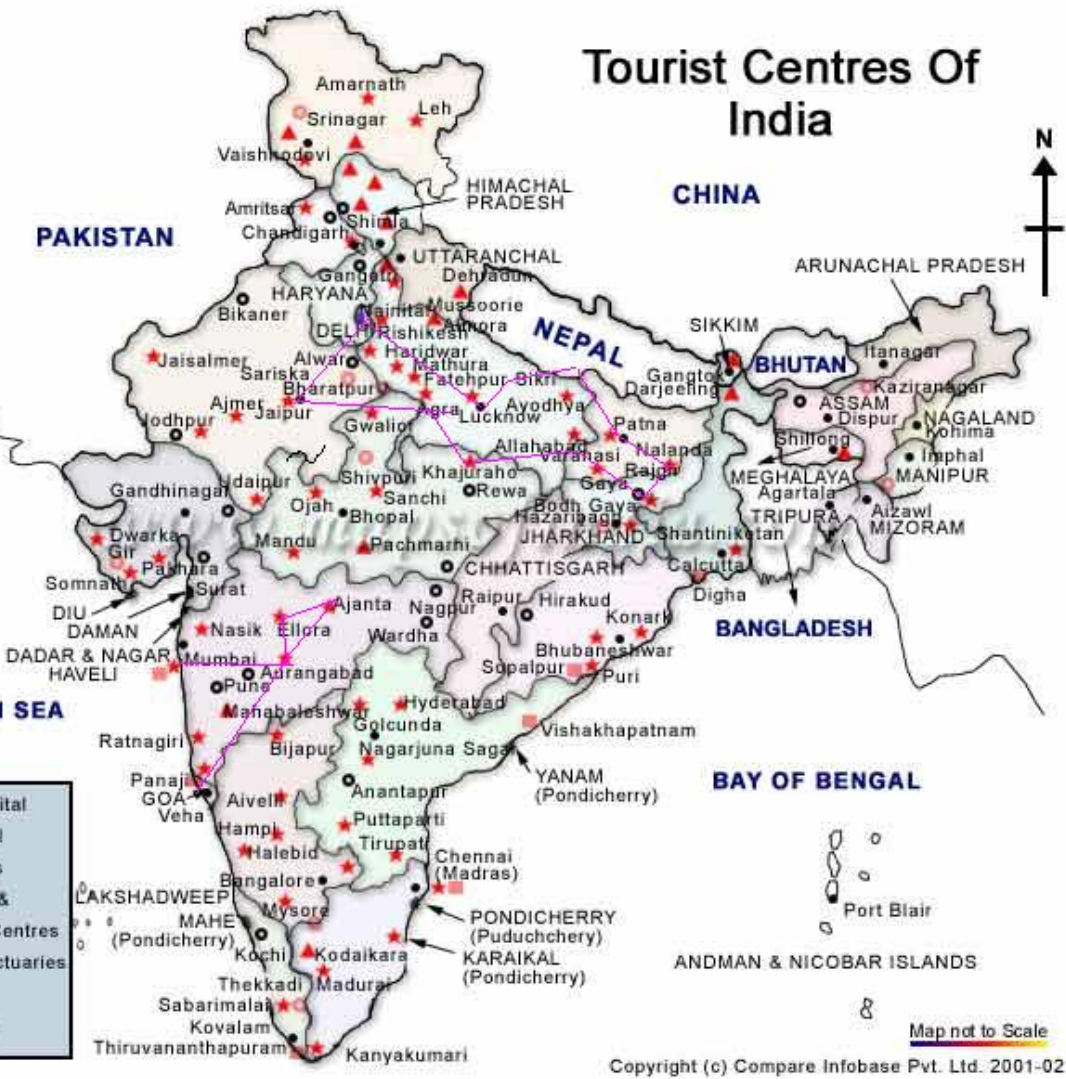 Tourist Centres Of
India
N
Amarnath
Leh
Srinagar
Vaishnodovi
HIMACHAL
PRADESH
CHINA
Amritsar
Shimla
PAKISTAN
Chandigarh
UTTARANCHAL
ARUNACHAL PRADESH
Gangotri
Dehradun
HARYANA
Mussoorie
Bikaner
Nainital
Almora
DELHI
Rishikesh
NEPAL
SIKKIM
Jaisalmer
Alwar
Haridwar
BHUTAN
Itanagar
Sariska
Mathura
Gangtok
Bharatpur
Fatehpur Sikri
Darjeeling
Kaziranagar
Ajmer
Jaipur
Agra
Lucknow
Ayodhya
ASSAM
Dispur
NAGALAND
Jodhpur
Gwalior
Patna
Kohima
Allahabad
Varanasi
Nalanda
Shillong
Imphal
Udaipur
Shivpuri
Khajuraho
Rajgir
MEGHALAYA
MANIPUR
Gandhinagar
Ojah
Sanchi
Rewa
Gaya
Bodh Gaya
Agartala
Aizawl
Bhopal
Hazaribagh
TRIPURA
MIZORAM
Dwarka
Mandu
Pachmarhi
JHARKHAND
Shantiniketan
Gir
Pakhara
CHHATTISGARH
Calcutta
Somnath
Surat
Digha
DIU
Ajanta
Nagpur
Raipur
Hirakud
DAMAN
Nasik
Ellora
Wardha
Konark
BANGLADESH
DADAR & NAGAR
HAVELI
Mumbai
Aurangabad
Bhubaneshwar
Sopalpur
Puri
Pune
SEA
Mahabaleshwar
Hyderabad
Golcunda
Vishakhapatnam
Ratnagiri
Bijapur
Nagarjuna Sagar
Panaji
YANAM
(Pondicherry)
BAY OF BENGAL
GOA
Veha
Aivelli
Anantapur
Hampi
Puttaparti
Halebid
Tirupati
Chennai
(Madras)
Bangalore
LAKSHADWEEP
Mysore
PONDICHERRY
(Puduchchery)
Port Blair
MAHE
(Pondicherry)
Kochi
Kodaikara
KARAIKAL
(Pondicherry)
ANDMAN & NICOBAR ISLANDS
Thekkadi
Madurai
Sabarimalai
Kovalam
Thiruvananthapuram
Kanyakumari
Map not to Scale
Copyright (c) Compare Infobase Pvt. Ltd. 2001-02
&